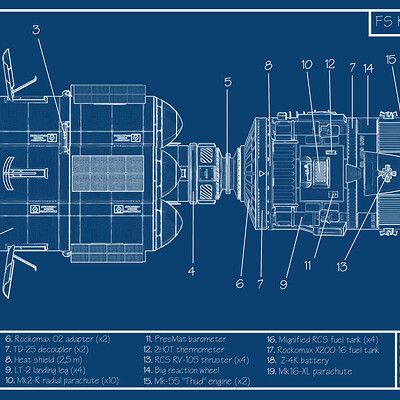 FS
3
8
10
12
7
14
15
5
4
6
7
9
11
13
6. Rockomax 02 adapter (x2)
7. TD-25 decoupler (x2)
8. Heat shield (2,5 m)
9. LT-2 landing leg (x4)
10. Mk2-R radial parachute (x10)
11. PresMat barometer
12. 2HOT thermometer
13. RCS RV-105 thruster (x4)
14. Big reaction wheel
15. Mk-55 "Thud" engine (x2)
16. Mignified RCS fuel tank (x4)
17. Rockomax X200-16 fuel tank
18. Z-4K battery
19. Mk16-XL parachute